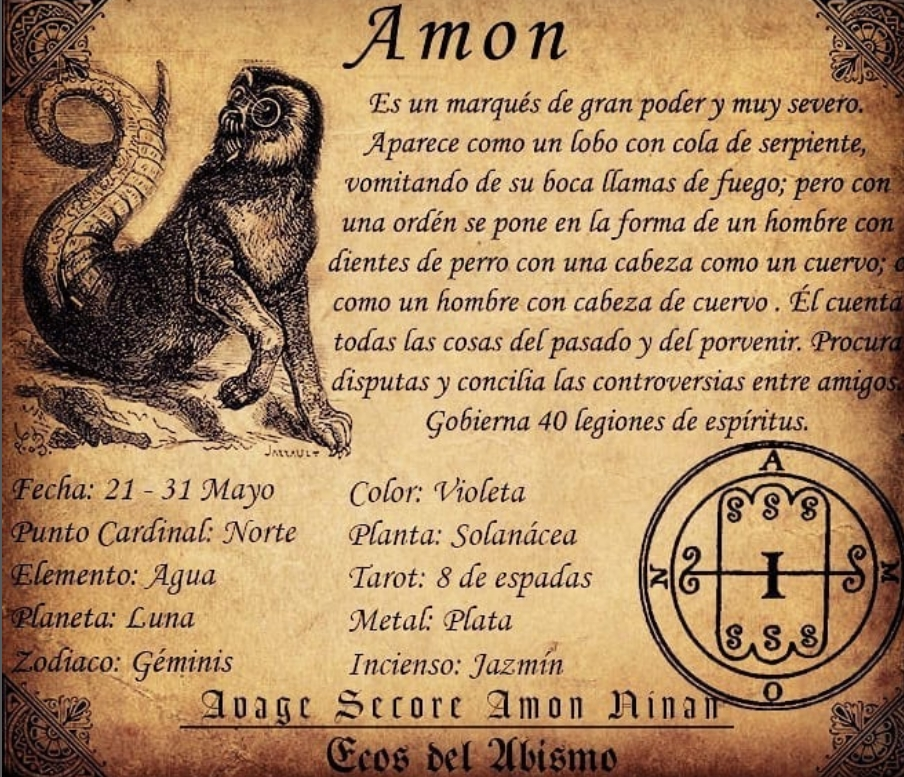 Amon
Es un marqués de gran poder y muy severo.
Aparece como un lobo con cola de serpiente,
vomitando de su boca llamas de fuego; pero con
una ordén se pone en la forma de un hombre con
dientes de perro con una cabeza como un cuervo; o
como un hombre con cabeza de cuervo . Él cuenta
todas las cosas del pasado y del porvenir. Procura
disputas y concilia las controversias entre amigos.
Gobierna 40 legiones de espíritus.
JARRAULT
Fecha: 21 - 31 Mayo
Punto Cardinal: Norte
Elemento: Agua
Planeta: Luna
Zodiaco: Géminis
Color: Violeta
Planta: Solanácea
Tarot: 8 de espadas
Metal: Plata
Incienso: Jazmín
A M O N
I
Avage Secore Amon Ninan
Ecos del Abismo